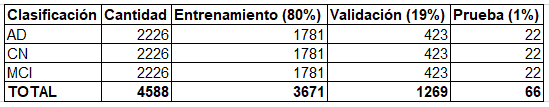 Clasificación Cantidad Entrenamiento (80%) Validación (19%) Prueba (1%)
AD 2226 1781 423 22
CN 2226 1781 423 22
MCI 2226 1781 423 22
TOTAL 4588 3671 1269 66